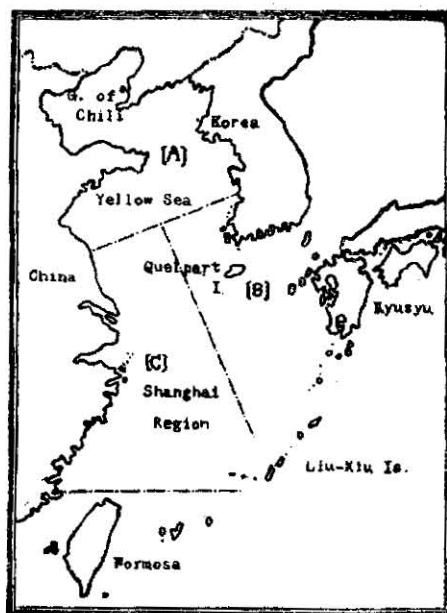 G. of
Chili
Korea
[A]
Yellow Sea
China
Quelpart
I.
[B]
Kyusyu
[C]
Shanghai
Region
Liu-Kiu Is.
Formosa